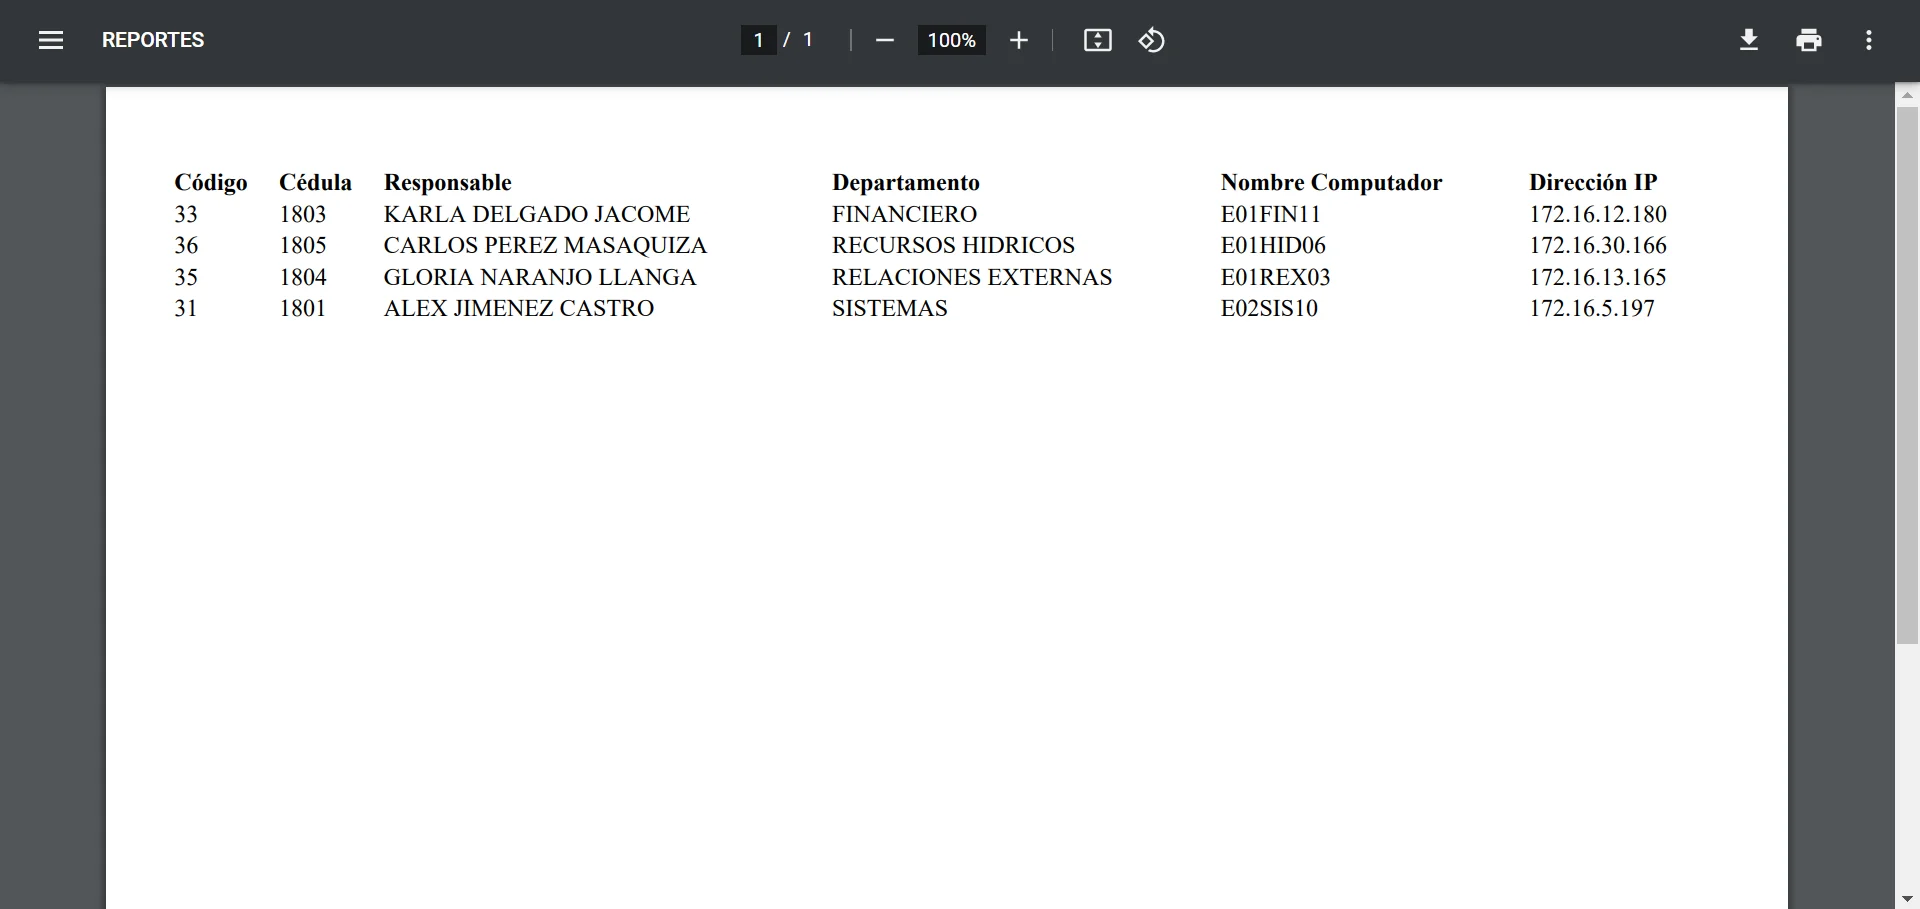 REPORTES 1 / 1 100%
Código Cédula Responsable Departamento Nombre Computador Dirección IP
33 1803 KARLA DELGADO JACOME FINANCIERO E01FIN11 172.16.12.180
36 1805 CARLOS PEREZ MASAQUIZA RECURSOS HIDRICOS E01HID06 172.16.30.166
35 1804 GLORIA NARANJO LLANGA RELACIONES EXTERNAS E01REX03 172.16.13.165
31 1801 ALEX JIMENEZ CASTRO SISTEMAS E02SIS10 172.16.5.197